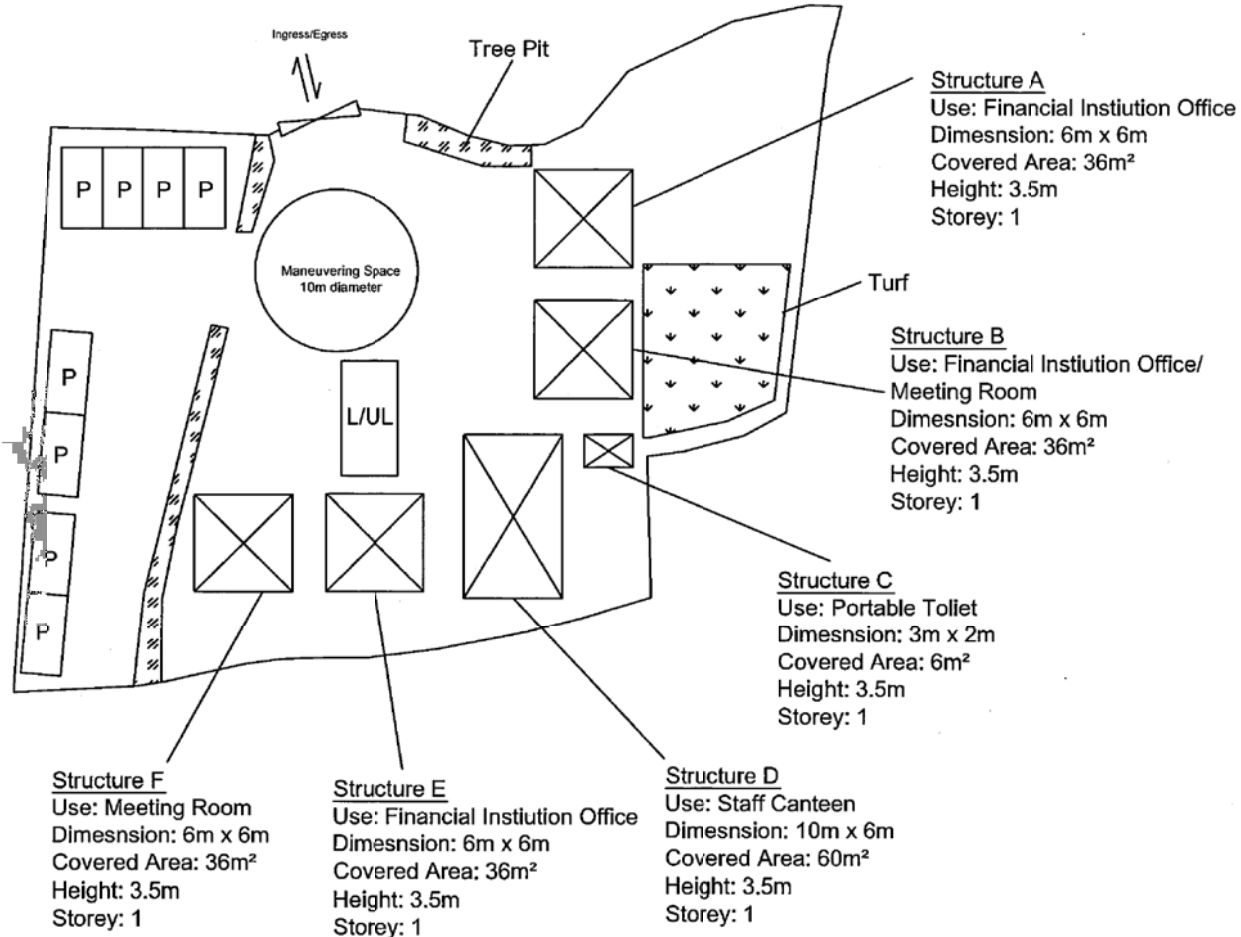 Ingress/Egress
Tree Pit
Structure A
Use: Financial Instiution Office
Dimesnsion: 6m x 6m
Covered Area: 36m²
Height: 3.5m
Storey: 1
P P P P
Maneuvering Space
10m diameter
Turf
Structure B
Use: Financial Instiution Office/
Meeting Room
Dimesnsion: 6m x 6m
Covered Area: 36m²
Height: 3.5m
Storey: 1
P
P
P
P
L/UL
Structure C
Use: Portable Toliet
Dimesnsion: 3m x 2m
Covered Area: 6m²
Height: 3.5m
Storey: 1
Structure F
Use: Meeting Room
Dimesnsion: 6m x 6m
Covered Area: 36m²
Height: 3.5m
Storey: 1
Structure E
Use: Financial Instiution Office
Dimesnsion: 6m x 6m
Covered Area: 36m²
Height: 3.5m
Storey: 1
Structure D
Use: Staff Canteen
Dimesnsion: 10m x 6m
Covered Area: 60m²
Height: 3.5m
Storey: 1